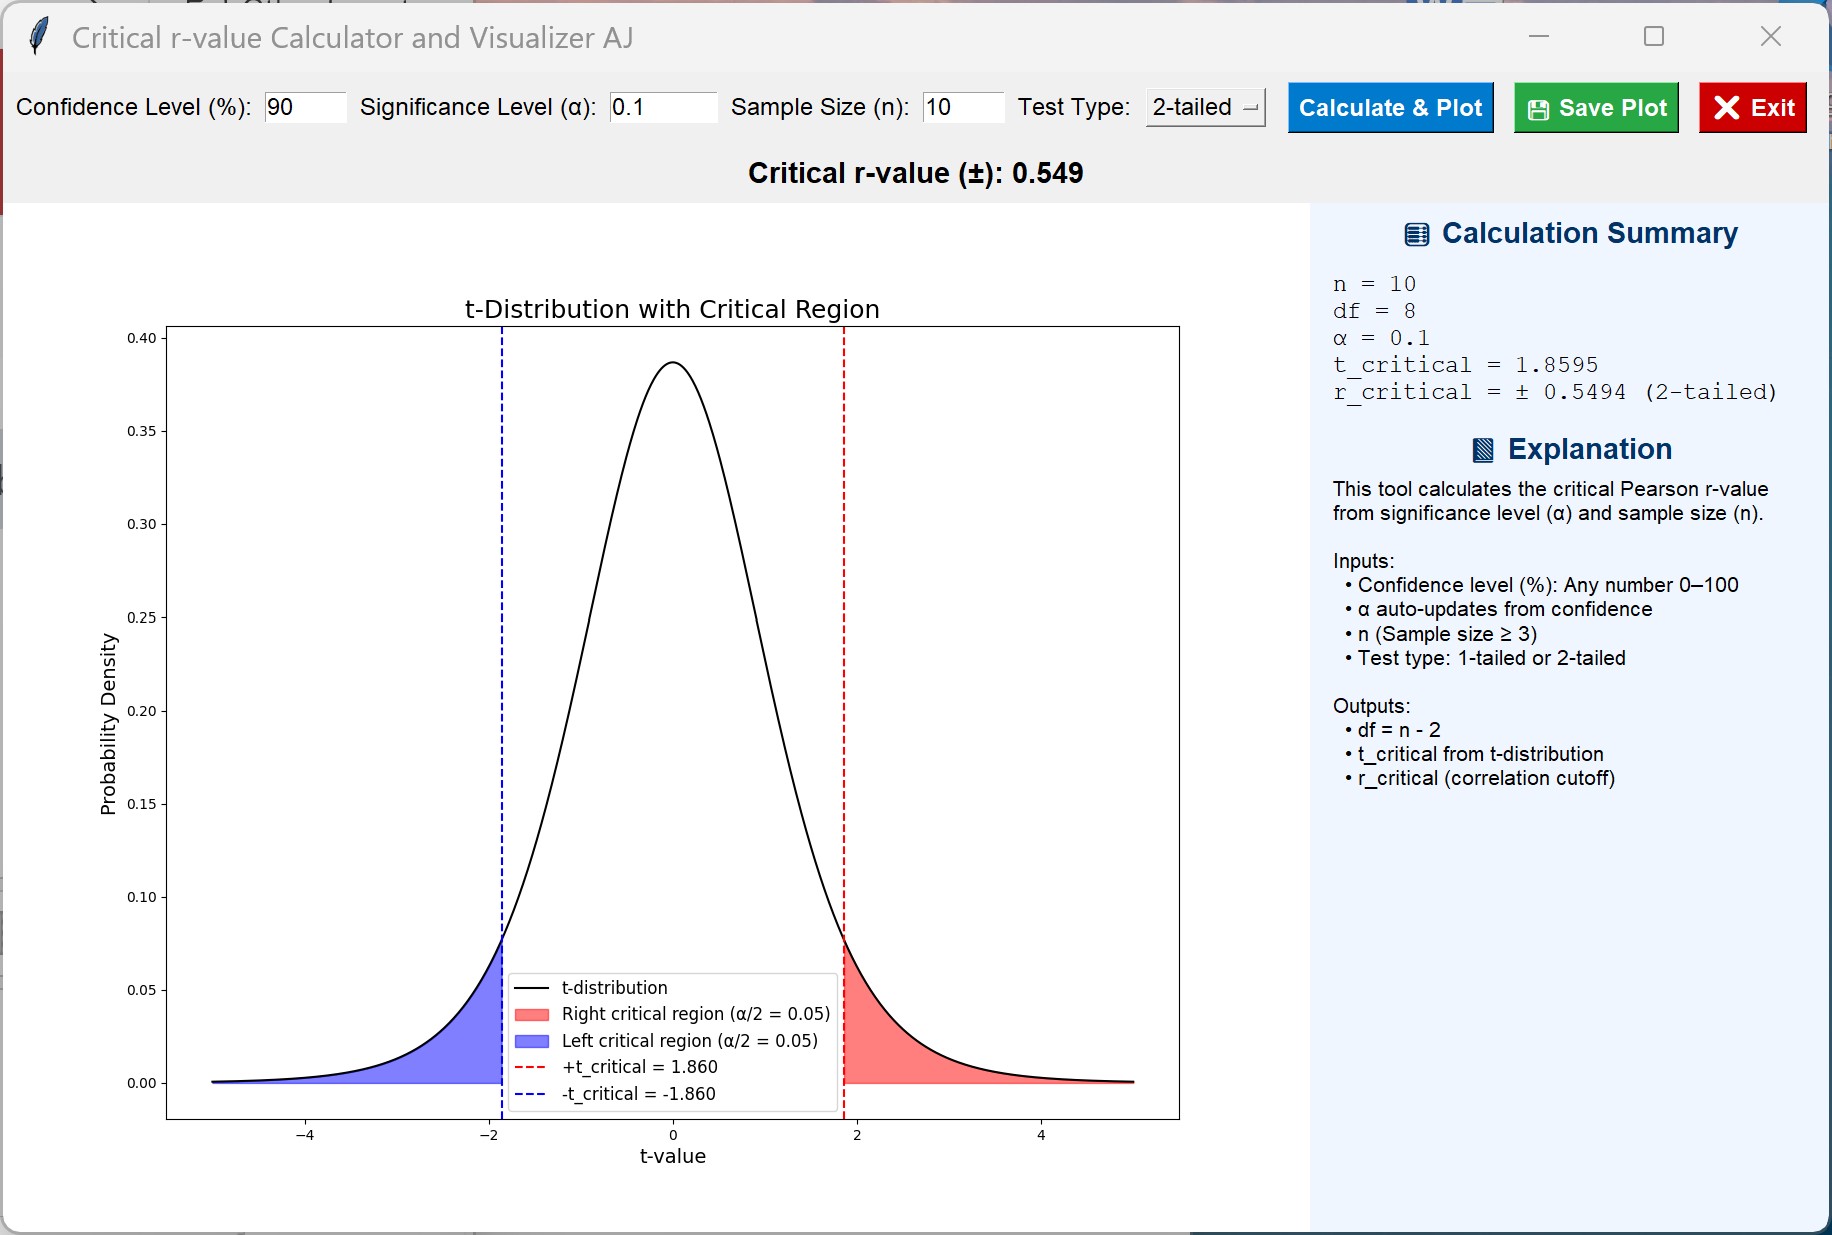 Critical r-value Calculator and Visualizer AJ
Confidence Level (%): 90 Significance Level (α): 0.1 Sample Size (n): 10 Test Type: 2-tailed Calculate & Plot Save Plot Exit
Critical r-value (±): 0.549
t-Distribution with Critical Region
0.40
0.35
0.30
0.25
0.20
0.15
0.10
0.05
0.00
Probability Density
−4 −2 0 2 4
t-value
t-distribution
Right critical region (α/2 = 0.05)
Left critical region (α/2 = 0.05)
+t_critical = 1.860
-t_critical = -1.860
Calculation Summary
n = 10
df = 8
α = 0.1
t_critical = 1.8595
r_critical = ± 0.5494 (2-tailed)
Explanation
This tool calculates the critical Pearson r-value
from significance level (α) and sample size (n).
Inputs:
• Confidence level (%): Any number 0–100
• α auto-updates from confidence
• n (Sample size ≥ 3)
• Test type: 1-tailed or 2-tailed
Outputs:
• df = n - 2
• t_critical from t-distribution
• r_critical (correlation cutoff)